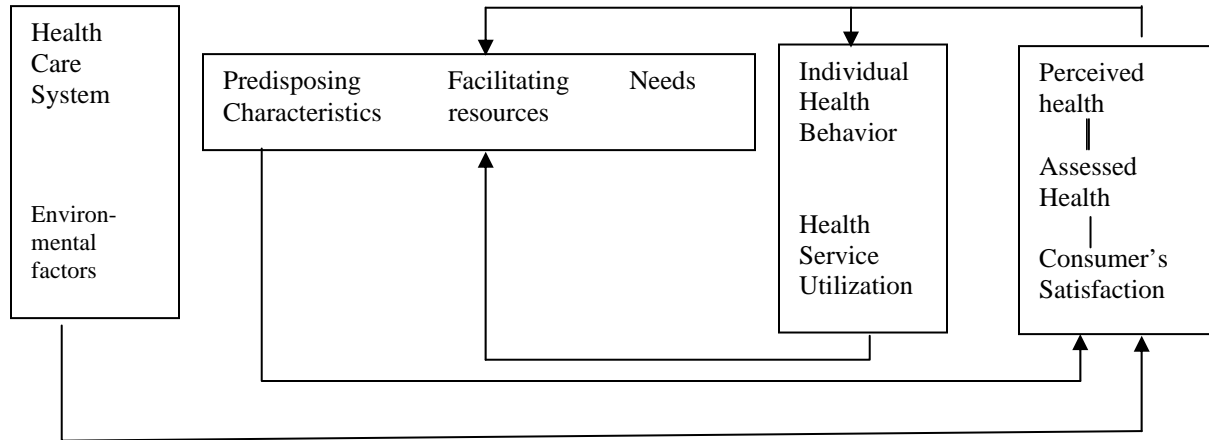 Health
Care
System
Environ-
mental
factors
Predisposing Facilitating Needs
Characteristics resources
Individual
Health
Behavior
Health
Service
Utilization
Perceived
health
Assessed
Health
Consumer’s
Satisfaction